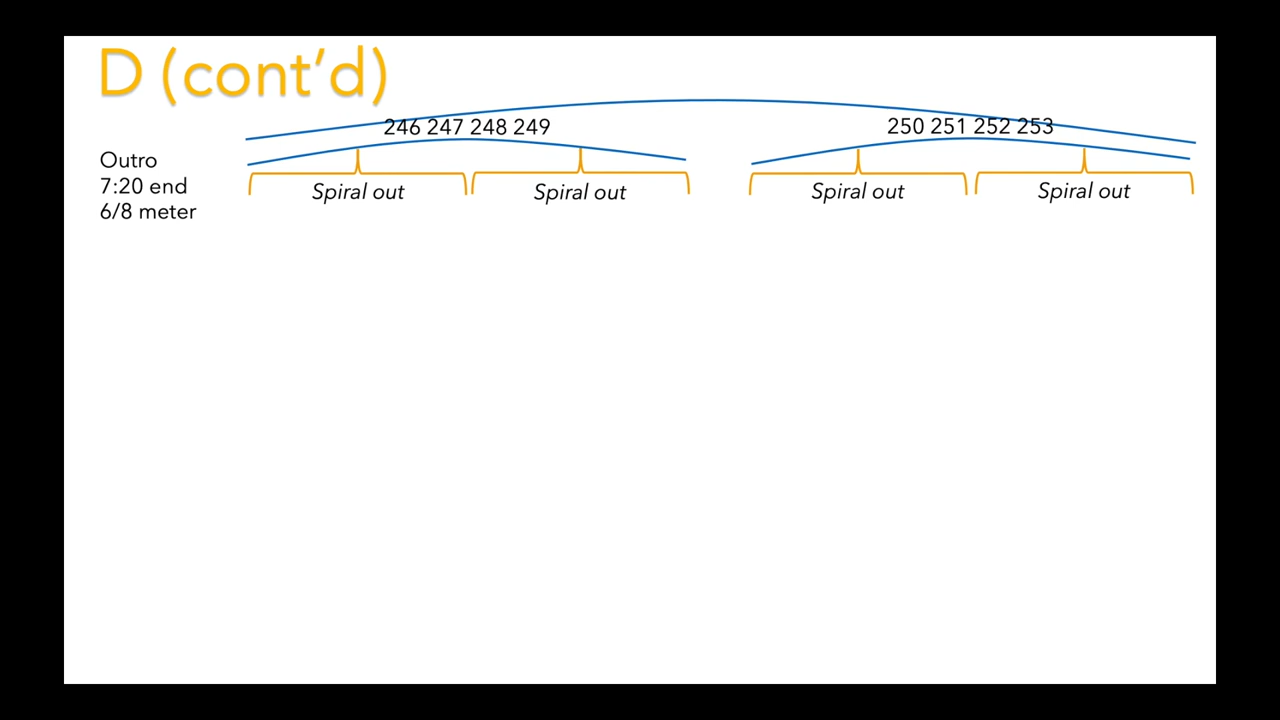 D (cont’d)
246 247 248 249
250 251 252 253
Outro
7:20 end
6/8 meter
Spiral out
Spiral out
Spiral out
Spiral out